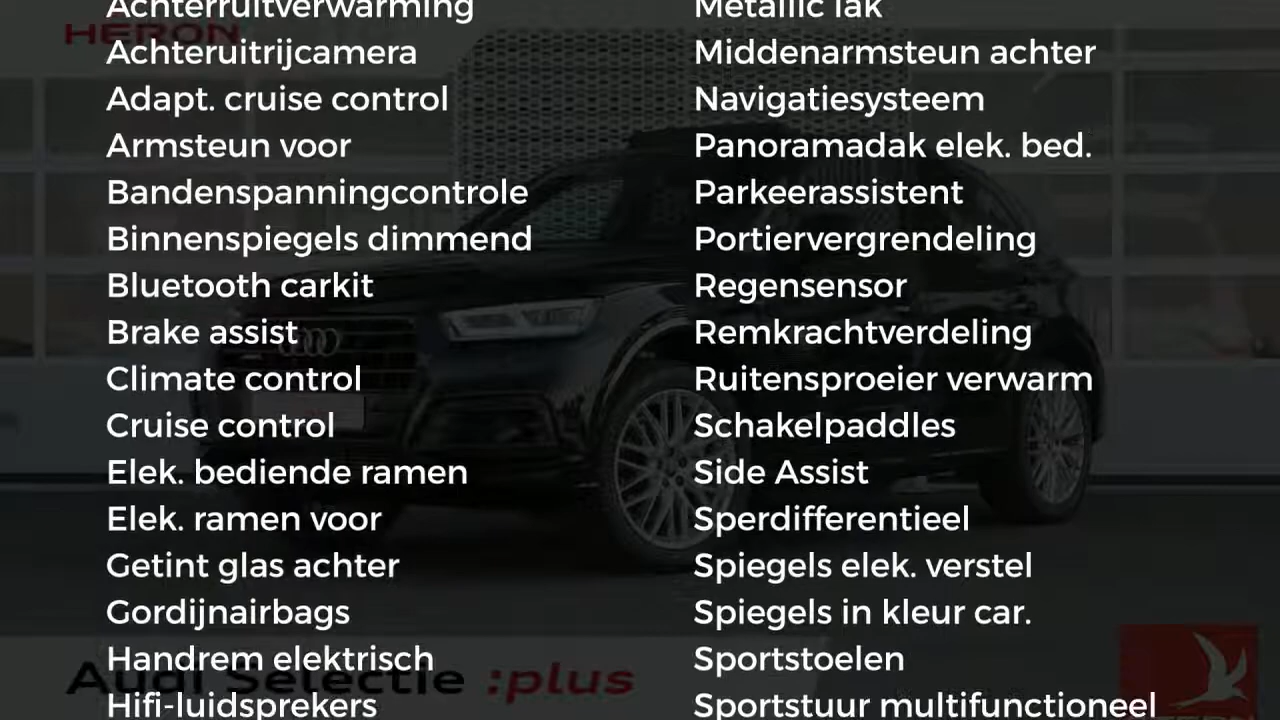 HERON
Achterruitverwarming
Achteruitrijcamera
Adapt. cruise control
Armsteun voor
Bandenspanningcontrole
Binnenspiegels dimmend
Bluetooth carkit
Brake assist
Climate control
Cruise control
Elek. bediende ramen
Elek. ramen voor
Getint glas achter
Gordijnairbags
Handrem elektrisch
Hifi-luidsprekers
Metallic lak
Middenarmsteun achter
Navigatiesysteem
Panoramadak elek. bed.
Parkeerassistent
Portiervergrendeling
Regensensor
Remkrachtverdeling
Ruitensproeier verwarm
Schakelpaddles
Side Assist
Sperdifferentieel
Spiegels elek. verstel
Spiegels in kleur car.
Sportstoelen
Sportstuur multifunctioneel
Audi Selectie :plus